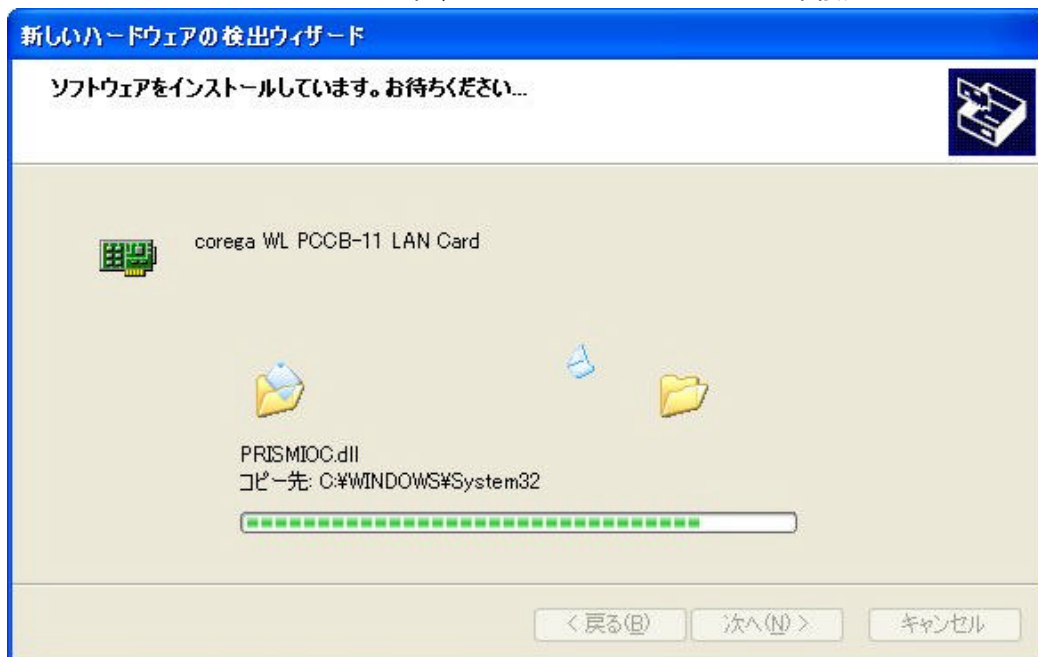 新しいハードウェアの検出ウィザード
ソフトウェアをインストールしています。お待ちください...
corega WL PCCB-11 LAN Card
PRISMIOC.dll
コピー先: C:¥WINDOWS¥System32
< 戻る(B) 次へ(N) > キャンセル